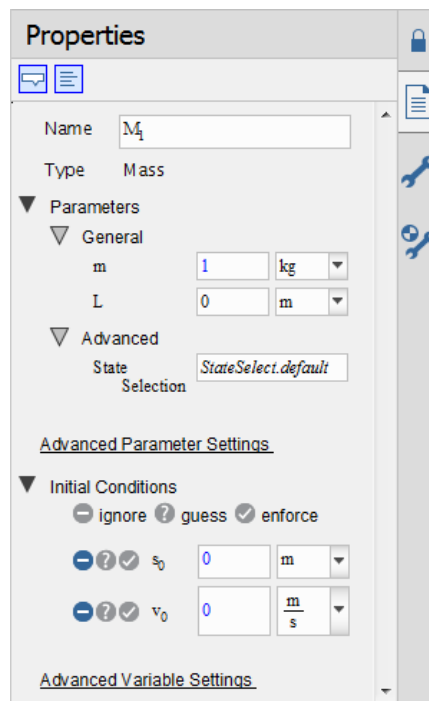 Properties
Name M1
Type Mass
Parameters
General
m 1 kg
L 0 m
Advanced
State Selection StateSelect.default
Advanced Parameter Settings
Initial Conditions
ignore guess enforce
s0 0 m
v0 0 m/s
Advanced Variable Settings